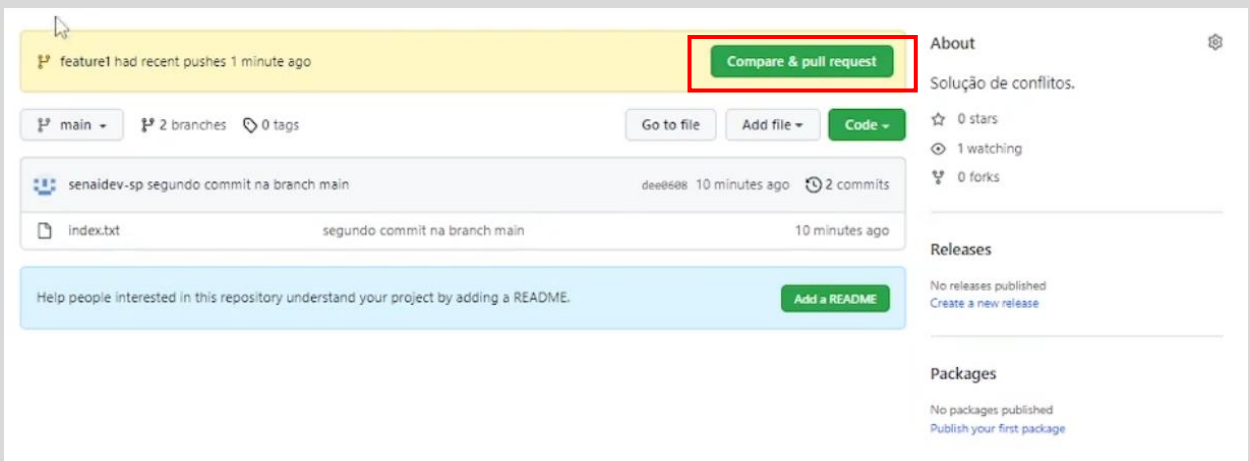 feature1 had recent pushes 1 minute ago
Compare & pull request
main
2 branches
0 tags
Go to file
Add file
Code
senaidev-sp segundo commit na branch main
dee0608 10 minutes ago
2 commits
index.txt
segundo commit na branch main
10 minutes ago
Help people interested in this repository understand your project by adding a README.
Add a README
About
Solução de conflitos.
0 stars
1 watching
0 forks
Releases
No releases published
Create a new release
Packages
No packages published
Publish your first package